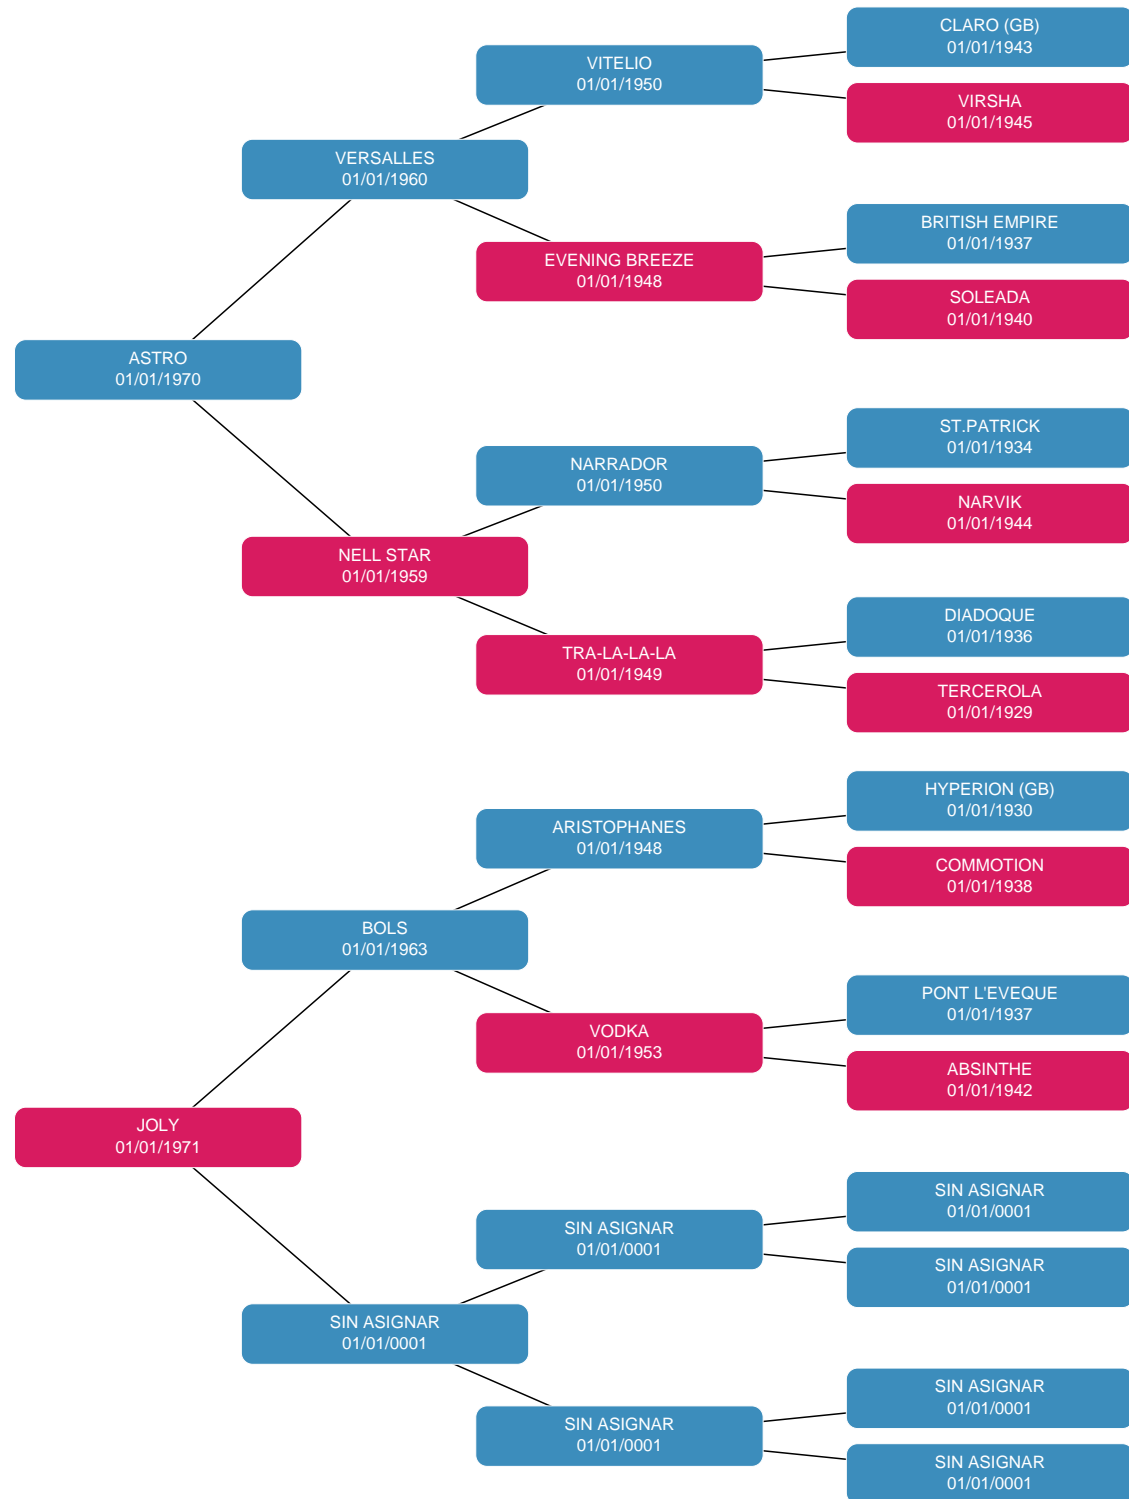 CLARO (GB)
01/01/1943
VITELIO
01/01/1950
VIRSHA
01/01/1945
VERSALLES
01/01/1960
BRITISH EMPIRE
01/01/1937
EVENING BREEZE
01/01/1948
SOLEADA
01/01/1940
ASTRO
01/01/1970
ST.PATRICK
01/01/1934
NARRADOR
01/01/1950
NARVIK
01/01/1944
NELL STAR
01/01/1959
DIADOQUE
01/01/1936
TRA-LA-LA-LA
01/01/1949
TERCEROLA
01/01/1929
HYPERION (GB)
01/01/1930
ARISTOPHANES
01/01/1948
COMMOTION
01/01/1938
BOLS
01/01/1963
PONT L'EVEQUE
01/01/1937
VODKA
01/01/1953
ABSINTHE
01/01/1942
JOLY
01/01/1971
SIN ASIGNAR
01/01/0001
SIN ASIGNAR
01/01/0001
SIN ASIGNAR
01/01/0001
SIN ASIGNAR
01/01/0001
SIN ASIGNAR
01/01/0001
SIN ASIGNAR
01/01/0001
SIN ASIGNAR
01/01/0001